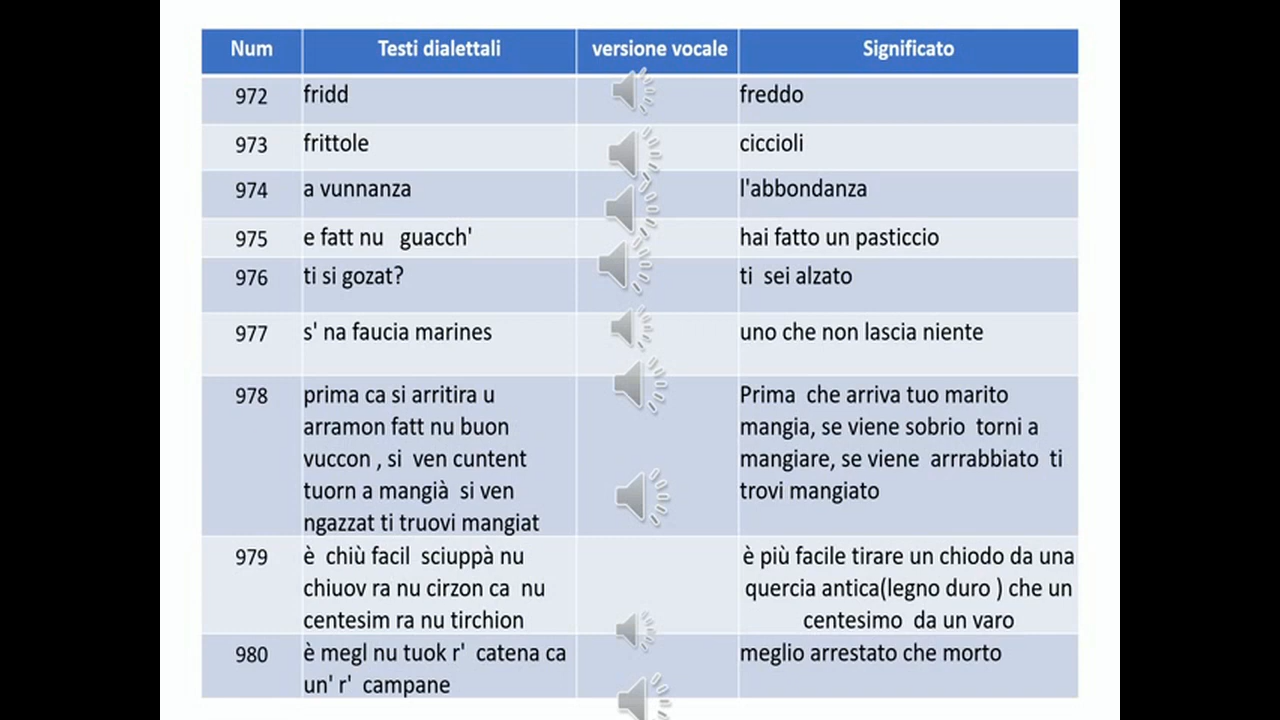 Num Testi dialettali versione vocale Significato
972 fridd freddo
973 frittole ciccioli
974 a vunnanza l'abbondanza
975 e fatt nu guacch' hai fatto un pasticcio
976 ti si gozat? ti sei alzato
977 s' na faucia marines uno che non lascia niente
978 prima ca si arritira u Prima che arriva tuo marito
arramon fatt nu buon mangia, se viene sobrio torni a
vuccon , si ven cuntent mangiare, se viene arrrabbiato ti
tuorn a mangià si ven trovi mangiato
ngazzat ti truovi mangiat
979 è chiù facil sciuppà nu è più facile tirare un chiodo da una
chiuov ra nu cirzon ca nu quercia antica(legno duro ) che un
centesim ra nu tirchion centesimo da un varo
980 è megl nu tuok r' catena ca meglio arrestato che morto
un' r' campane